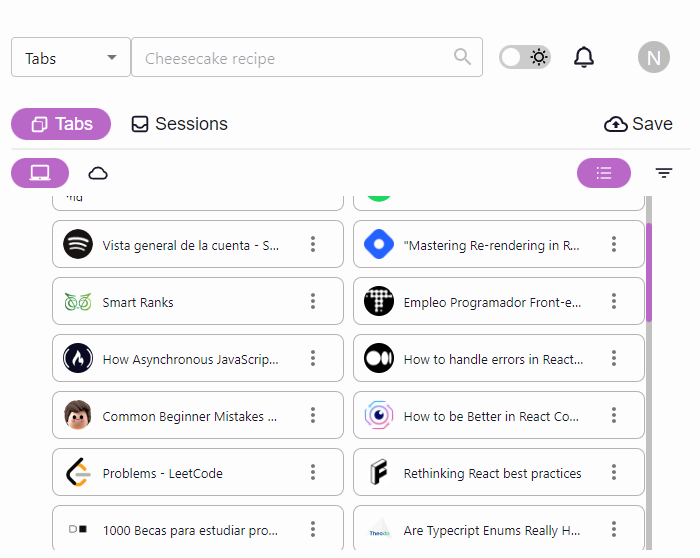 Tabs
Cheesecake recipe
N
Tabs
Sessions
Save
Vista general de la cuenta - S...
"Mastering Re-rendering in R...
Smart Ranks
Empleo Programador Front-e...
How Asynchronous JavaScrip...
How to handle errors in React...
Common Beginner Mistakes ...
How to be Better in React Co...
Problems - LeetCode
Rethinking React best practices
1000 Becas para estudiar pro...
Theodo
Are Typecript Enums Really H...